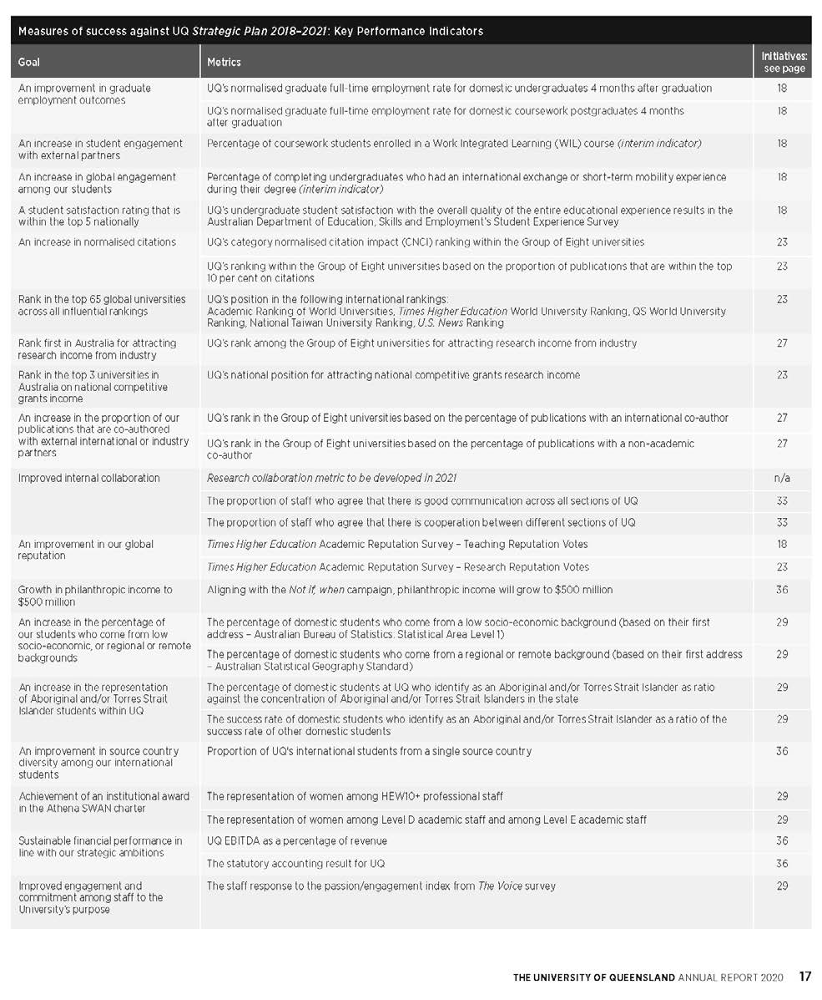 Measures of success against UQ Strategic Plan 2018–2021: Key Performance Indicators
Goal
Metrics
Initiatives:
see page
An improvement in graduate
employment outcomes
UQ's normalised graduate full-time employment rate for domestic undergraduates 4 months after graduation
18
UQ's normalised graduate full-time employment rate for domestic coursework postgraduates 4 months
after graduation
18
An increase in student engagement
with external partners
Percentage of coursework students enrolled in a Work Integrated Learning (WIL) course (interim indicator)
18
An increase in global engagement
among our students
Percentage of completing undergraduates who had an international exchange or short-term mobility experience
during their degree (interim indicator)
18
A student satisfaction rating that is
within the top 5 nationally
UQ's undergraduate student satisfaction with the overall quality of the entire educational experience results in the
Australian Department of Education, Skills and Employment's Student Experience Survey
18
An increase in normalised citations
UQ's category normalised citation impact (CNCI) ranking within the Group of Eight universities
23
UQ's ranking within the Group of Eight universities based on the proportion of publications that are within the top
10 per cent on citations
23
Rank in the top 65 global universities
across all influential rankings
UQ's position in the following international rankings:
Academic Ranking of World Universities, Times Higher Education World University Ranking, QS World University
Ranking, National Taiwan University Ranking, U.S. News Ranking
23
Rank first in Australia for attracting
research income from industry
UQ's rank among the Group of Eight universities for attracting research income from industry
27
Rank in the top 3 universities in
Australia on national competitive
grants income
UQ's national position for attracting national competitive grants research income
23
An increase in the proportion of our
publications that are co-authored
with external international or industry
partners
UQ's rank in the Group of Eight universities based on the percentage of publications with an international co-author
27
UQ's rank in the Group of Eight universities based on the percentage of publications with a non-academic
co-author
27
Improved internal collaboration
Research collaboration metric to be developed in 2021
n/a
The proportion of staff who agree that there is good communication across all sections of UQ
33
The proportion of staff who agree that there is cooperation between different sections of UQ
33
An improvement in our global
reputation
Times Higher Education Academic Reputation Survey – Teaching Reputation Votes
18
Times Higher Education Academic Reputation Survey – Research Reputation Votes
23
Growth in philanthropic income to
$500 million
Aligning with the Not if, when campaign, philanthropic income will grow to $500 million
36
An increase in the percentage of
our students who come from low
socio-economic, or regional or remote
backgrounds
The percentage of domestic students who come from a low socio-economic background (based on their first
address – Australian Bureau of Statistics: Statistical Area Level 1)
29
The percentage of domestic students who come from a regional or remote background (based on their first address
– Australian Statistical Geography Standard)
29
An increase in the representation
of Aboriginal and/or Torres Strait
Islander students within UQ
The percentage of domestic students at UQ who identify as an Aboriginal and/or Torres Strait Islander as ratio
against the concentration of Aboriginal and/or Torres Strait Islanders in the state
29
The success rate of domestic students who identify as an Aboriginal and/or Torres Strait Islander as a ratio of the
success rate of other domestic students
29
An improvement in source country
diversity among our international
students
Proportion of UQ's international students from a single source country
36
Achievement of an institutional award
in the Athena SWAN charter
The representation of women among HEW10+ professional staff
29
The representation of women among Level D academic staff and among Level E academic staff
29
Sustainable financial performance in
line with our strategic ambitions
UQ EBITDA as a percentage of revenue
36
The statutory accounting result for UQ
36
Improved engagement and
commitment among staff to the
University's purpose
The staff response to the passion/engagement index from The Voice survey
29
THE UNIVERSITY OF QUEENSLAND ANNUAL REPORT 2020 17